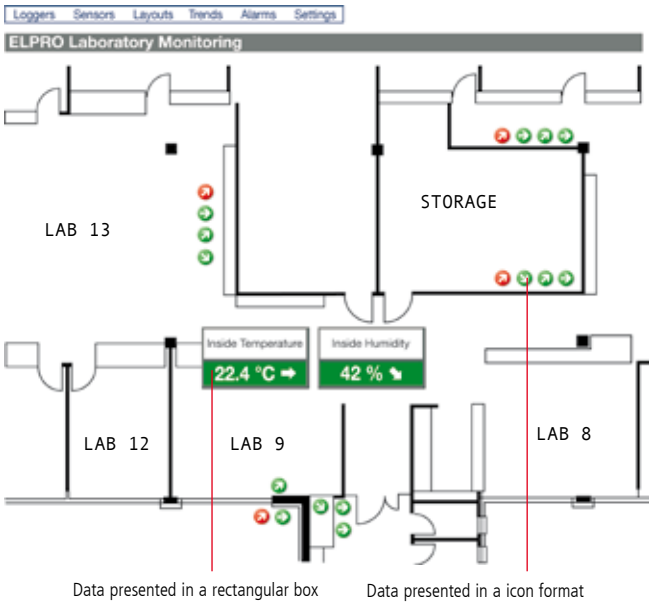 Loggers Sensors Layouts Trends Alarms Settings
ELPRO Laboratory Monitoring
STORAGE
LAB 13
Inside Temperature
22.4 °C
Inside Humidity
42 %
LAB 12
LAB 9
LAB 8
Data presented in a rectangular box
Data presented in a icon format